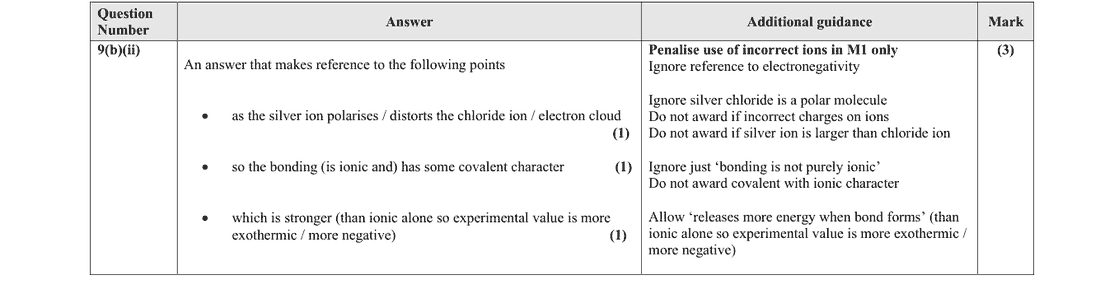 Question Number
Answer
Additional guidance
Mark
9(b)(ii)
An answer that makes reference to the following points
• as the silver ion polarises / distorts the chloride ion / electron cloud
(1)
• so the bonding (is ionic and) has some covalent character (1)
• which is stronger (than ionic alone so experimental value is more
exothermic / more negative) (1)
Penalise use of incorrect ions in M1 only
Ignore reference to electronegativity
Ignore silver chloride is a polar molecule
Do not award if incorrect charges on ions
Do not award if silver ion is larger than chloride ion
Ignore just ‘bonding is not purely ionic’
Do not award covalent with ionic character
Allow ‘releases more energy when bond forms’ (than
ionic alone so experimental value is more exothermic /
more negative)
(3)